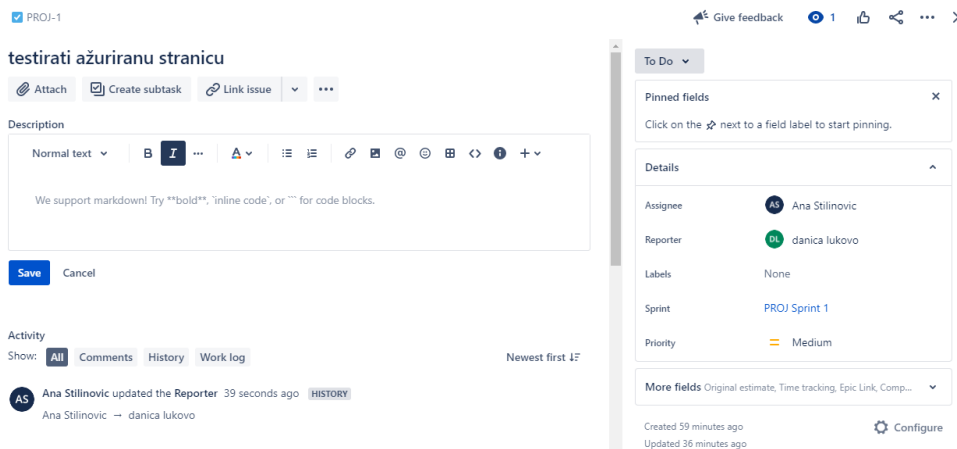 PROJ-1
Give feedback
1
testirati ažuriranu stranicu
Attach
Create subtask
Link issue
Description
Normal text
B
I
A
We support markdown! Try **bold**, `inline code`, or ``` for code blocks.
Save
Cancel
Activity
Show:
All
Comments
History
Work log
Newest first
AS
Ana Stilinovic updated the Reporter 39 seconds ago HISTORY
Ana Stilinovic → danica lukovo
To Do
Pinned fields
Click on the next to a field label to start pinning.
Details
Assignee
AS Ana Stilinovic
Reporter
DL danica lukovo
Labels
None
Sprint
PROJ Sprint 1
Priority
Medium
More fields Original estimate, Time tracking, Epic Link, Comp...
Created 59 minutes ago
Updated 36 minutes ago
Configure